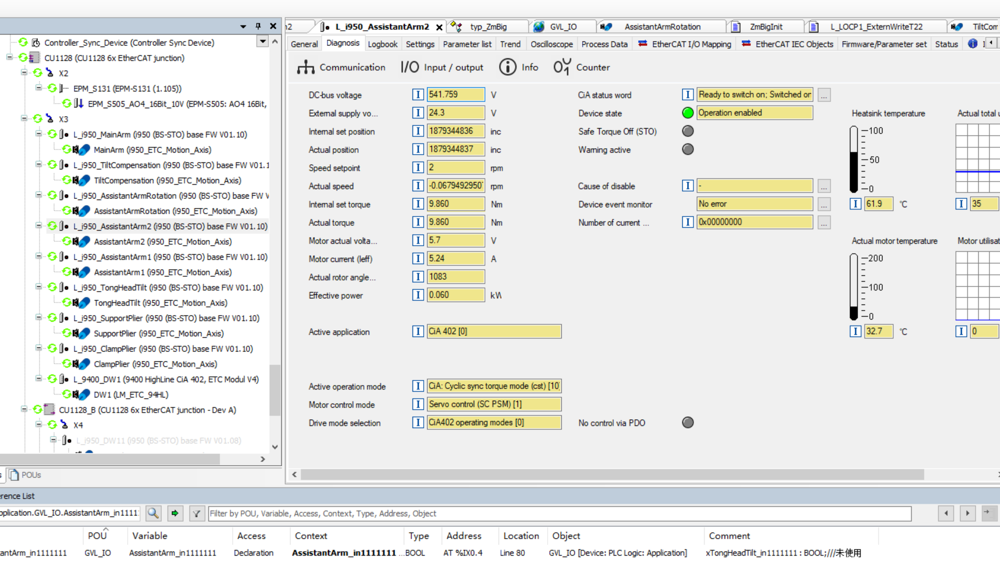 L_i950_AssistantArm2
typ_ZmBig
GVL_IO
AssistantArmRotation
ZmBigInit
L_LOCP1_ExternWriteT22
TiltCom
Controller_Sync_Device (Controller Sync Device)
CU1128 (CU1128 6x EtherCAT junction)
X2
EPM_S131 (EPM-S131 (1.105))
EPM_S505_AO4_16Bit_10V (EPM-S505: AO4 16Bit,
X3
L_i950_MainArm (i950 (BS-STO) base FW V01.10)
MainArm (i950_ETC_Motion_Axis)
L_i950_TiltCompensation (i950 (BS-STO) base FW V01.1
TiltCompensation (i950_ETC_Motion_Axis)
L_i950_AssistantArmRotation (i950 (BS-STO) base FW V
AssistantArmRotation (i950_ETC_Motion_Axis)
L_i950_AssistantArm2 (i950 (BS-STO) base FW V01.10)
AssistantArm2 (i950_ETC_Motion_Axis)
L_i950_AssistantArm1 (i950 (BS-STO) base FW V01.10)
AssistantArm1 (i950_ETC_Motion_Axis)
L_i950_TongHeadTilt (i950 (BS-STO) base FW V01.10)
TongHeadTilt (i950_ETC_Motion_Axis)
L_i950_SupportPlier (i950 (BS-STO) base FW V01.10)
SupportPlier (i950_ETC_Motion_Axis)
L_i950_ClampPlier (i950 (BS-STO) base FW V01.10)
ClampPlier (i950_ETC_Motion_Axis)
L_9400_DW1 (9400 HighLine CiA 402, ETC Modul V4)
DW1 (LM_ETC_94HL)
CU1128_B (CU1128 6x EtherCAT junction - Dev A)
X4
L_i950_DW11 (i950 (BS-STO) base FW V01.08)
POUs
General Diagnosis Logbook Settings Parameter list Trend Oscilloscope Process Data EtherCAT I/O Mapping EtherCAT IEC Objects Firmware/Parameter set Status
Communication I/O Input / output Info Counter
DC-bus voltage 541.759 V
External supply vo... 24.3 V
Internal set position 1879344836 inc
Actual position 1879344837 inc
Speed setpoint 2 rpm
Actual speed -0.0679492950 rpm
Internal set torque 9.860 Nm
Actual torque 9.860 Nm
Motor actual volta... 5.7 V
Motor current (Ieff) 5.24 A
Actual rotor angle... 1083
Effective power 0.060 kW
Active application CiA 402 [0]
Active operation mode CiA: Cyclic sync torque mode (cst) [10]
Motor control mode Servo control (SC PSM) [1]
Drive mode selection CiA402 operating modes [0]
CiA status word Ready to switch on; Switched on ...
Device state Operation enabled
Safe Torque Off (STO)
Warning active
Cause of disable - ...
Device event monitor No error ...
Number of current ... 0x00000000 ...
No control via PDO
Heatsink temperature
100
50
0
61.9 °C
Actual total u
35
Actual motor temperature
200
100
0
32.7 °C
Motor utilisat
0
erence List
pplication.GVL_IO.AssistantArm_in1111
Filter by POU, Variable, Access, Context, Type, Address, Object
POU Variable Access Context Type Address Location Object Comment
tantArm_in1111111 GVL_IO AssistantArm_in1111111 Declaration AssistantArm_in1111111 ... BOOL AT %IX0.4 Line 80 GVL_IO [Device: PLC Logic: Application] xTongHeadTilt_in1111111 : BOOL;///未使用